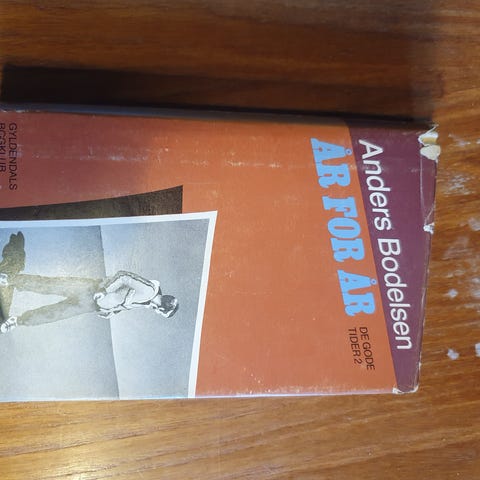 Anders Bodelsen
ÅR FOR ÅR
DE GODE
TIDER 2
GYLDENDALS
BOGKLUB